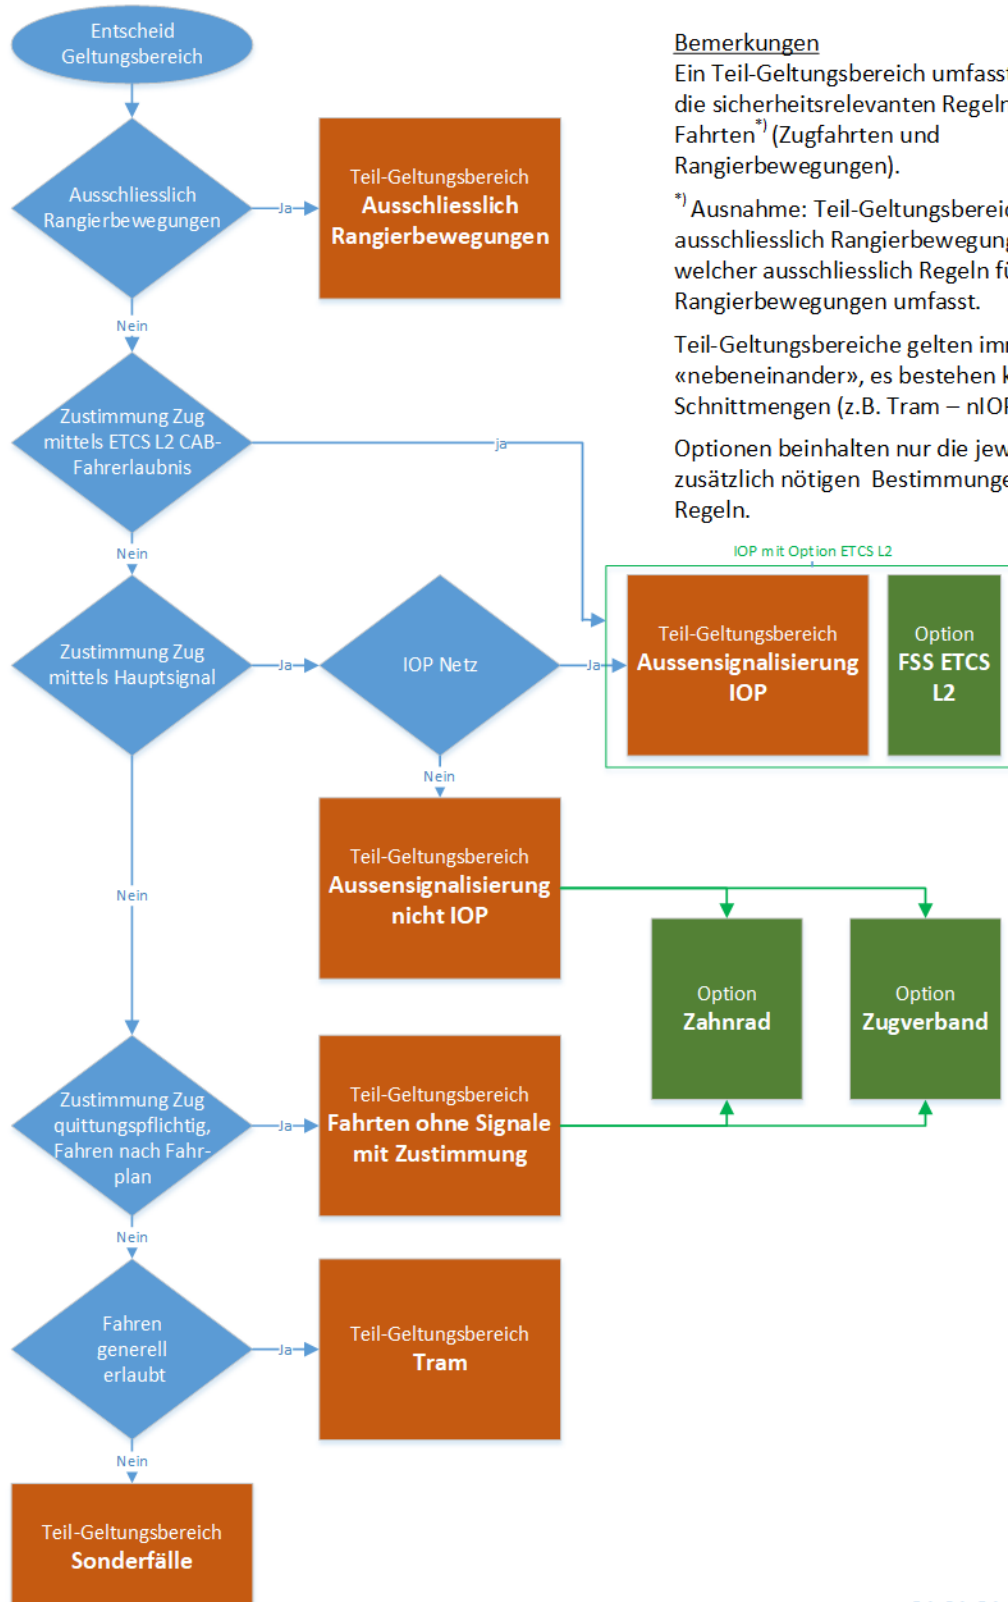 Entscheid
Geltungsbereich
Bemerkungen
Ein Teil-Geltungsbereich umfasst
die sicherheitsrelevanten Regeln
Fahrten*) (Zugfahrten und
Rangierbewegungen).
*) Ausnahme: Teil-Geltungsbereic
ausschliesslich Rangierbewegung
welcher ausschliesslich Regeln fü
Rangierbewegungen umfasst.
Teil-Geltungsbereiche gelten imm
«nebeneinander», es bestehen k
Schnittmengen (z.B. Tram – nIOP
Optionen beinhalten nur die jew
zusätzlich nötigen Bestimmunge
Regeln.
Ausschliesslich
Rangierbewegungen
Ja
Teil-Geltungsbereich
Ausschliesslich
Rangierbewegungen
Nein
Zustimmung Zug
mittels ETCS L2 CAB-
Fahrerlaubnis
ja
Nein
IOP mit Option ETCS L2
Zustimmung Zug
mittels Hauptsignal
Ja
IOP Netz
Ja
Teil-Geltungsbereich
Aussensignalisierung
IOP
Option
FSS ETCS
L2
Nein
Teil-Geltungsbereich
Aussensignalisierung
nicht IOP
Nein
Option
Zahnrad
Option
Zugverband
Zustimmung Zug
quittungspflichtig,
Fahren nach Fahr-
plan
Ja
Teil-Geltungsbereich
Fahrten ohne Signale
mit Zustimmung
Nein
Fahren
generell
erlaubt
Ja
Teil-Geltungsbereich
Tram
Nein
Teil-Geltungsbereich
Sonderfälle